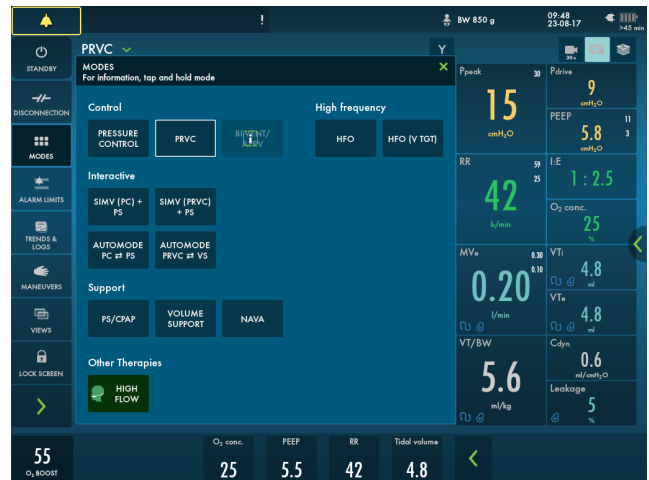 !
BW 850 g
09:48
23-08-17
>45 min
STANDBY
DISCONNECTION
MODES
ALARM LIMITS
TRENDS &
LOGS
MANEUVERS
VIEWS
LOCK SCREEN
PRVC
Y
30 s
MODES
For information, tap and hold mode
Control
High frequency
PRESSURE
CONTROL
PRVC
BI-VENT/
APRV
HFO
HFO (V TGT)
Interactive
SIMV (PC) +
PS
SIMV (PRVC)
+ PS
AUTOMODE
PC ⇄ PS
AUTOMODE
PRVC ⇄ VS
Support
PS/CPAP
VOLUME
SUPPORT
NAVA
Other Therapies
HIGH
FLOW
Ppeak
30
15
cmH₂O
Pdrive
9
cmH₂O
PEEP
11
5.8
3
cmH₂O
RR
59
25
42
b/min
I:E
1 : 2.5
O₂ conc.
25
%
MVe
0.30
0.10
0.20
l/min
VTi
4.8
ml
VTe
4.8
ml
VT/BW
5.6
ml/kg
Cdyn
0.6
ml/cmH₂O
Leakage
5
%
55
O₂ BOOST
O₂ conc.
25
PEEP
5.5
RR
42
Tidal volume
4.8